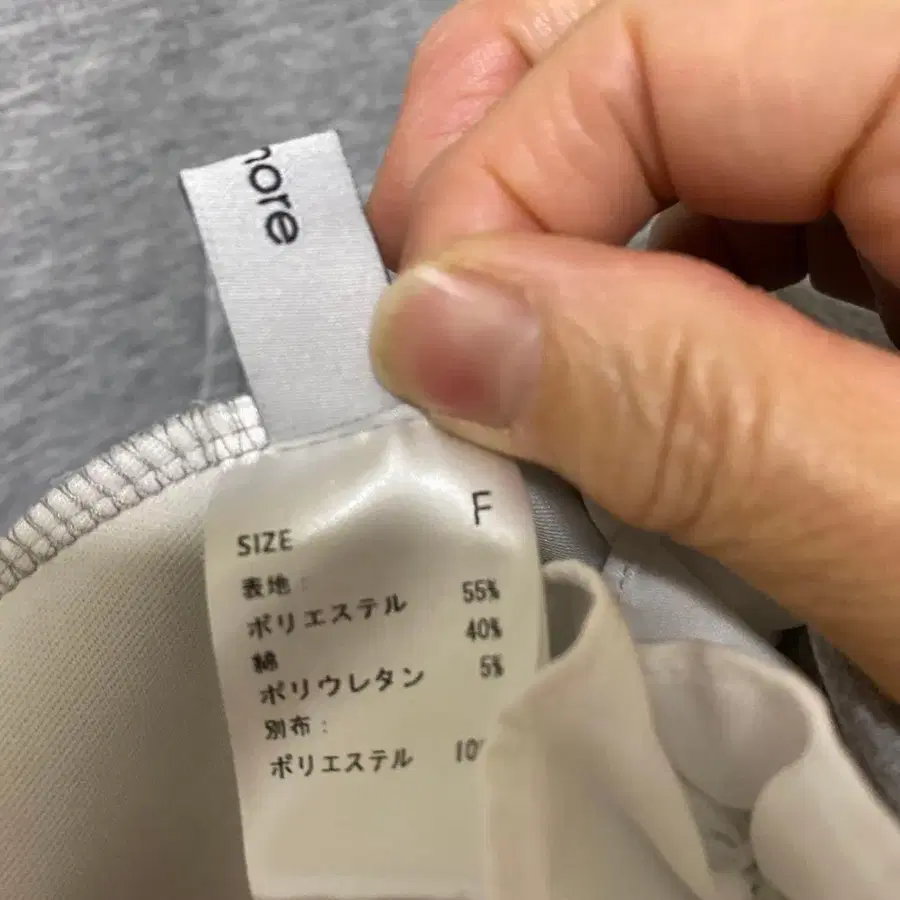 more
SIZE F
表地:
ポリエステル 55%
綿 40%
ポリウレタン 5%
別布:
ポリエステル